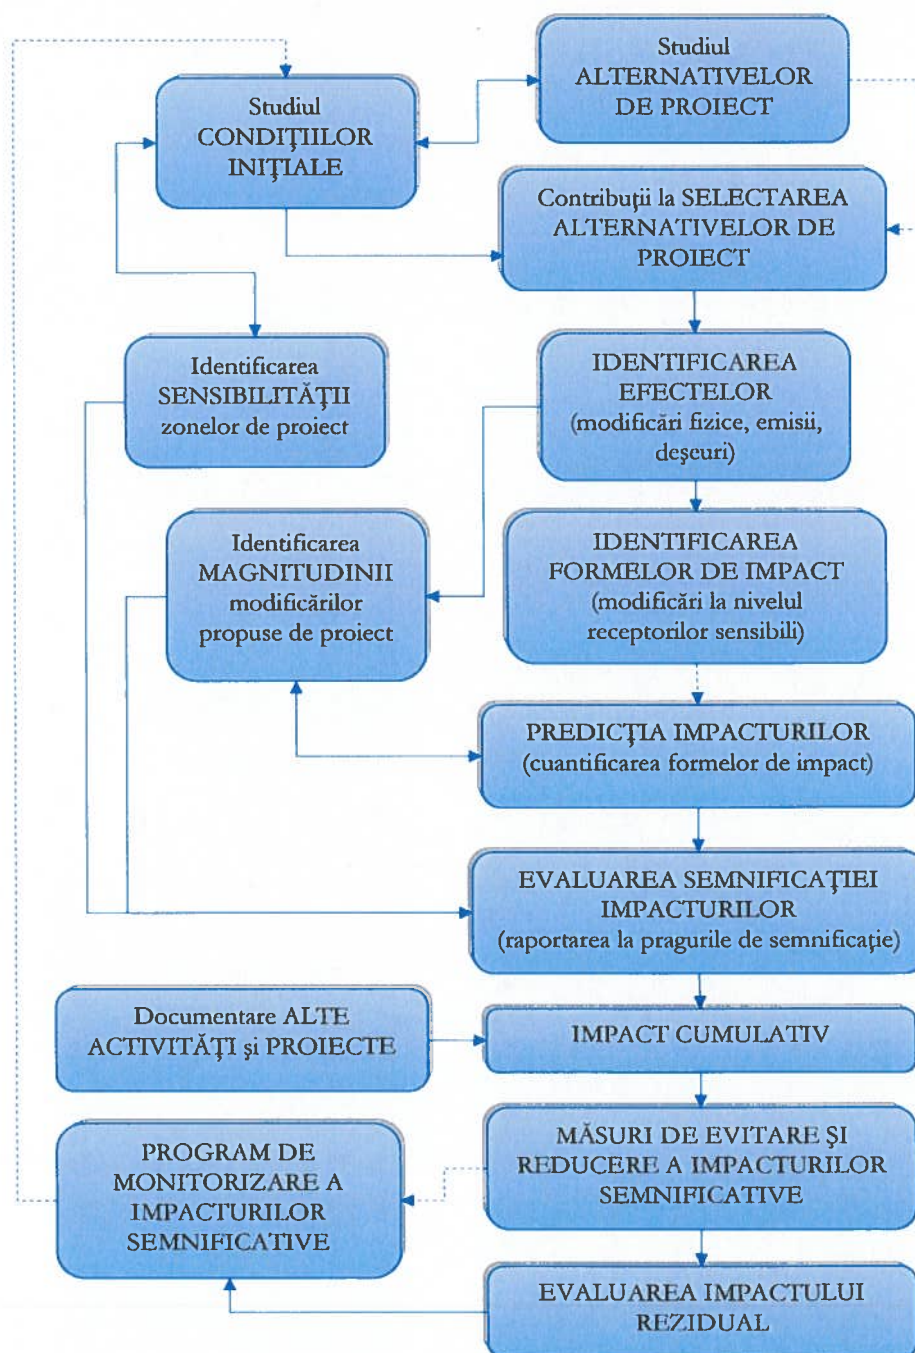 Studiul
ALTERNATIVELOR
DE PROIECT
Studiul
CONDIŢIILOR
INIŢIALE
Contribuţii la SELECTAREA
ALTERNATIVELOR DE
PROIECT
Identificarea
SENSIBILITĂŢII
zonelor de proiect
IDENTIFICAREA
EFECTELOR
(modificări fizice, emisii,
deşeuri)
Identificarea
MAGNITUDINII
modificărilor
propuse de proiect
IDENTIFICAREA
FORMELOR DE IMPACT
(modificări la nivelul
receptorilor sensibili)
PREDICŢIA IMPACTURILOR
(cuantificarea formelor de impact)
EVALUAREA SEMNIFICAŢIEI
IMPACTURILOR
(raportarea la pragurile de semnificaţie)
Documentare ALTE
ACTIVITĂŢI şi PROIECTE
IMPACT CUMULATIV
MĂSURI DE EVITARE ŞI
REDUCERE A IMPACTURILOR
SEMNIFICATIVE
PROGRAM DE
MONITORIZARE A
IMPACTURILOR
SEMNIFICATIVE
EVALUAREA IMPACTULUI
REZIDUAL